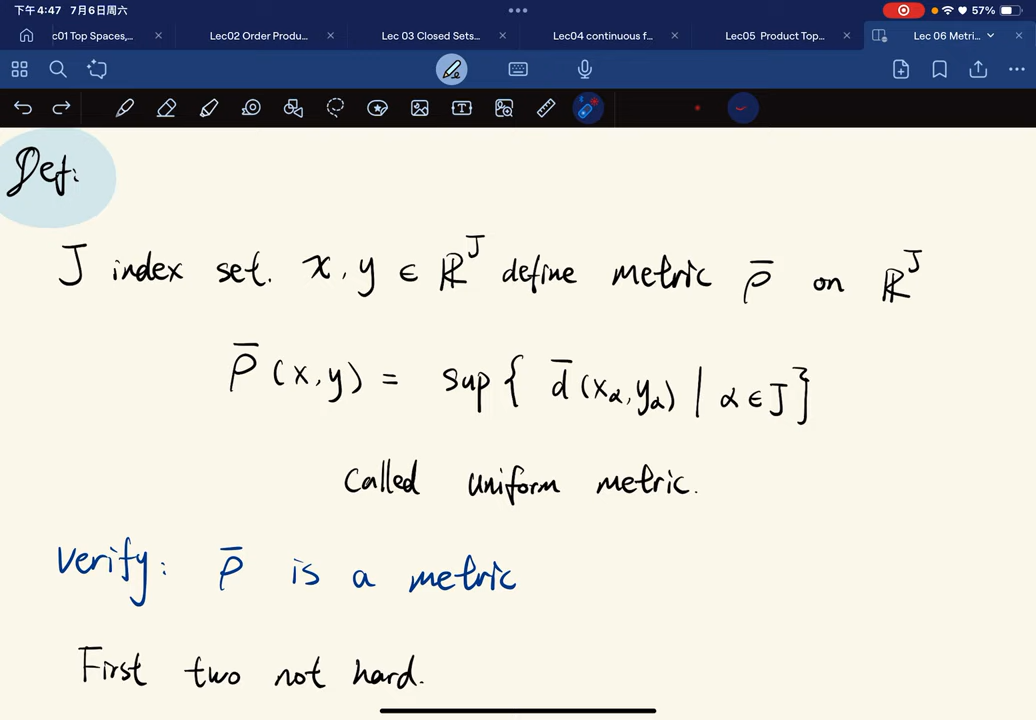 下午4:47 7月6日周六
57%
c01 Top Spaces,...
Lec02 Order Produ...
Lec 03 Closed Sets...
Lec04 continuous f...
Lec05 Product Top...
Lec 06 Metri...
Def:
J index set. x, y ∈ ℝ^J define metric ρ̄ on ℝ^J
ρ̄(x,y) = sup{ d̄(xα,yα) | α∈J}
Called uniform metric.
Verify: ρ̄ is a metric
First two not hard.